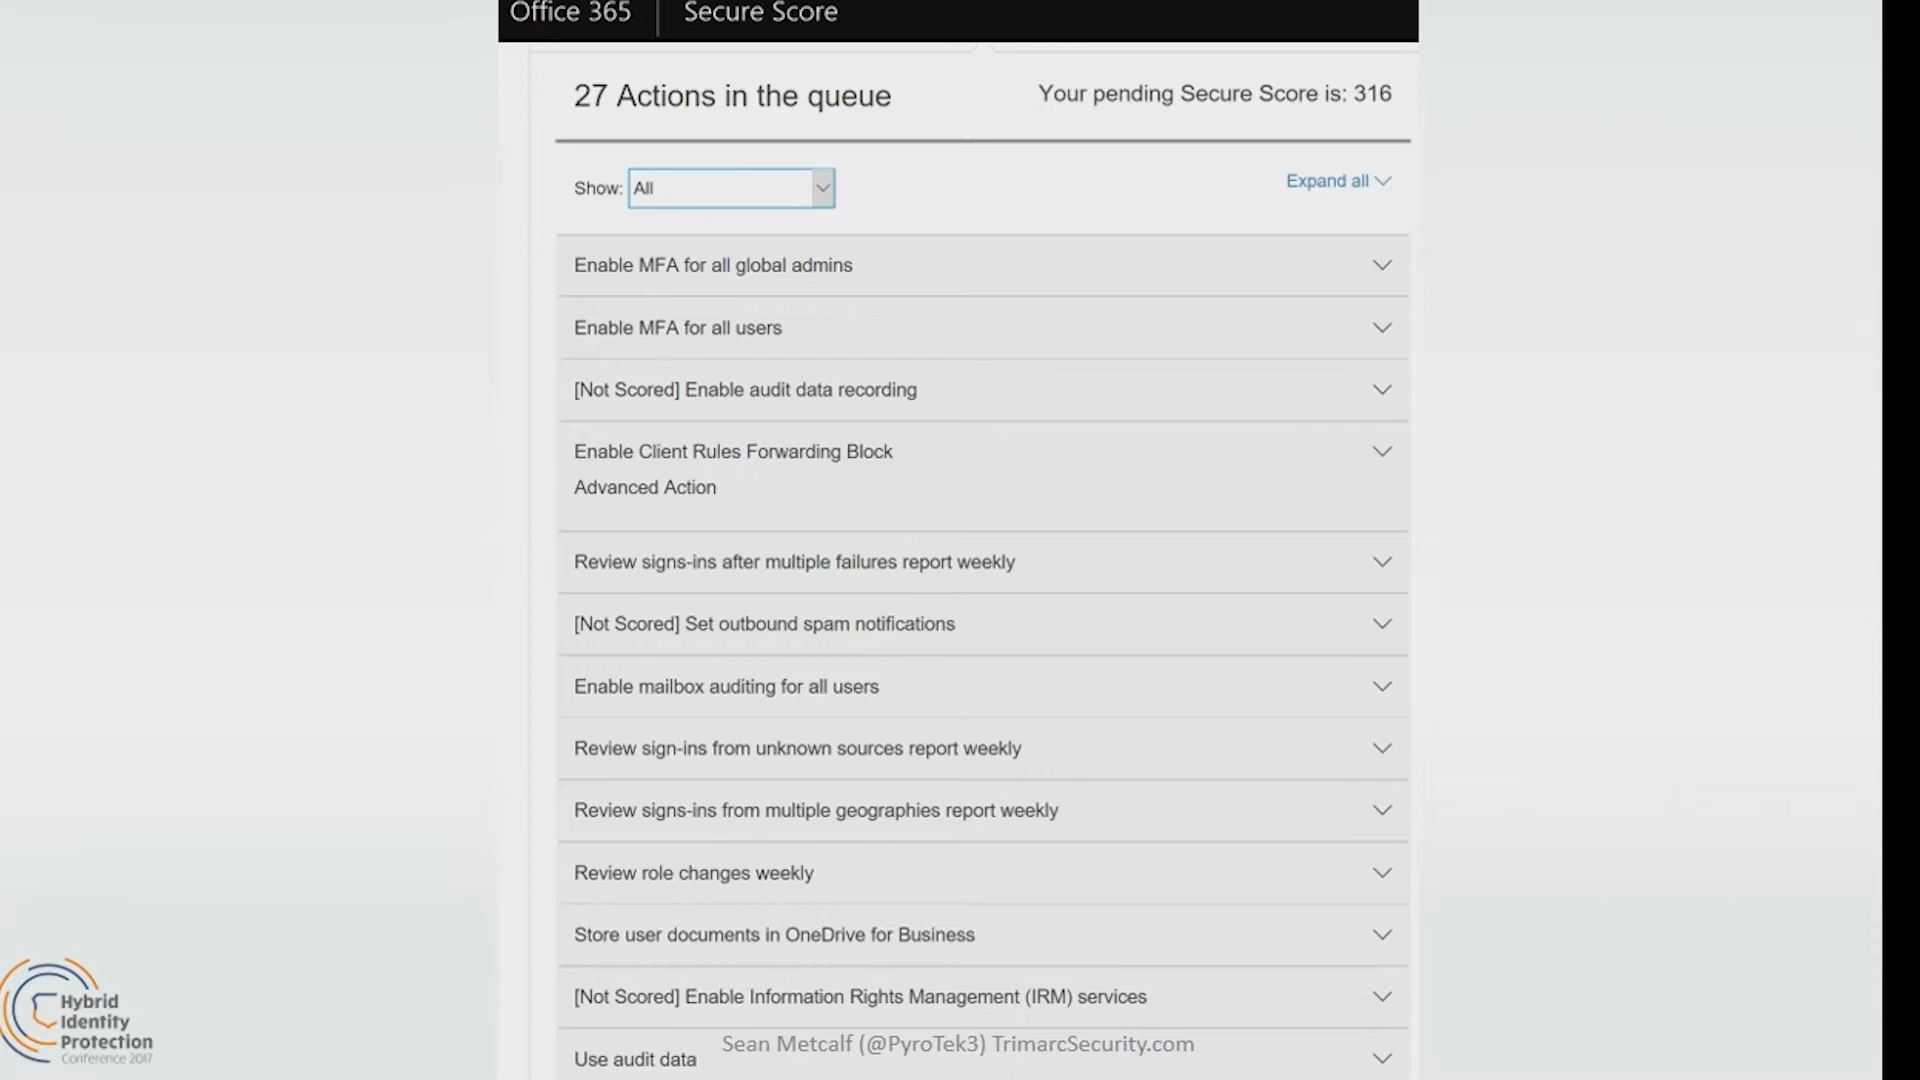 Office 365 Secure Score
27 Actions in the queue
Your pending Secure Score is: 316
Show: All
Expand all
Enable MFA for all global admins
Enable MFA for all users
[Not Scored] Enable audit data recording
Enable Client Rules Forwarding Block
Advanced Action
Review signs-ins after multiple failures report weekly
[Not Scored] Set outbound spam notifications
Enable mailbox auditing for all users
Review sign-ins from unknown sources report weekly
Review signs-ins from multiple geographies report weekly
Review role changes weekly
Store user documents in OneDrive for Business
[Not Scored] Enable Information Rights Management (IRM) services
Use audit data
Sean Metcalf (@PyroTek3) TrimarcSecurity.com
Hybrid
Identity
Protection
Conference 2017